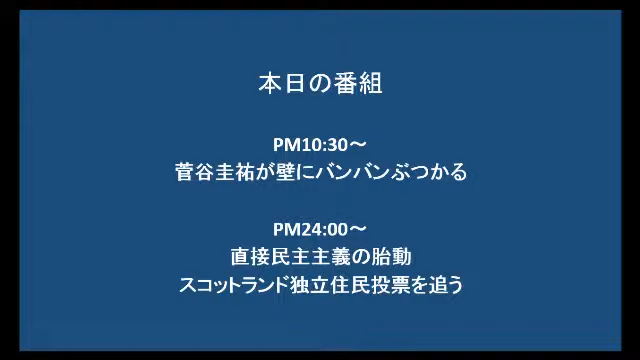 本日の番組
PM10:30～
菅谷圭祐が壁にバンバンぶつかる
PM24:00～
直接民主主義の胎動
スコットランド独立住民投票を追う